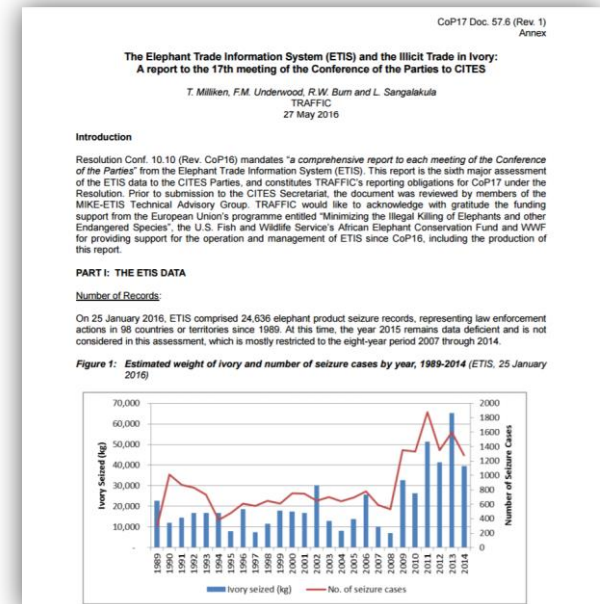 CoP17 Doc. 57.6 (Rev. 1)
Annex
The Elephant Trade Information System (ETIS) and the Illicit Trade in Ivory:
A report to the 17th meeting of the Conference of the Parties to CITES
T. Milliken, F.M. Underwood, R.W. Burn and L. Sangalakula
TRAFFIC
27 May 2016
Introduction
Resolution Conf. 10.10 (Rev. CoP16) mandates "a comprehensive report to each meeting of the Conference
of the Parties" from the Elephant Trade Information System (ETIS). This report is the sixth major assessment
of the ETIS data to the CITES Parties, and constitutes TRAFFIC's reporting obligations for CoP17 under the
Resolution. Prior to submission to the CITES Secretariat, the document was reviewed by members of the
MIKE-ETIS Technical Advisory Group. TRAFFIC would like to acknowledge with gratitude the funding
support from the European Union's programme entitled "Minimizing the Illegal Killing of Elephants and other
Endangered Species", the U.S. Fish and Wildlife Service's African Elephant Conservation Fund and WWF
for providing support for the operation and management of ETIS since CoP16, including the production of
this report.
PART I: THE ETIS DATA
Number of Records:
On 25 January 2016, ETIS comprised 24,636 elephant product seizure records, representing law enforcement
actions in 98 countries or territories since 1989. At this time, the year 2015 remains data deficient and is not
considered in this assessment, which is mostly restricted to the eight-year period 2007 through 2014.
Figure 1: Estimated weight of ivory and number of seizure cases by year, 1989-2014 (ETIS, 25 January
2016)
70,000
60,000
50,000
40,000
30,000
20,000
10,000
-
Ivory Seized (kg)
2000
1800
1600
1400
1200
1000
800
600
400
200
0
Number of Seizure Cases
1989
1990
1991
1992
1993
1994
1995
1996
1997
1998
1999
2000
2001
2002
2003
2004
2005
2006
2007
2008
2009
2010
2011
2012
2013
2014
Ivory seized (kg)
No. of seizure cases